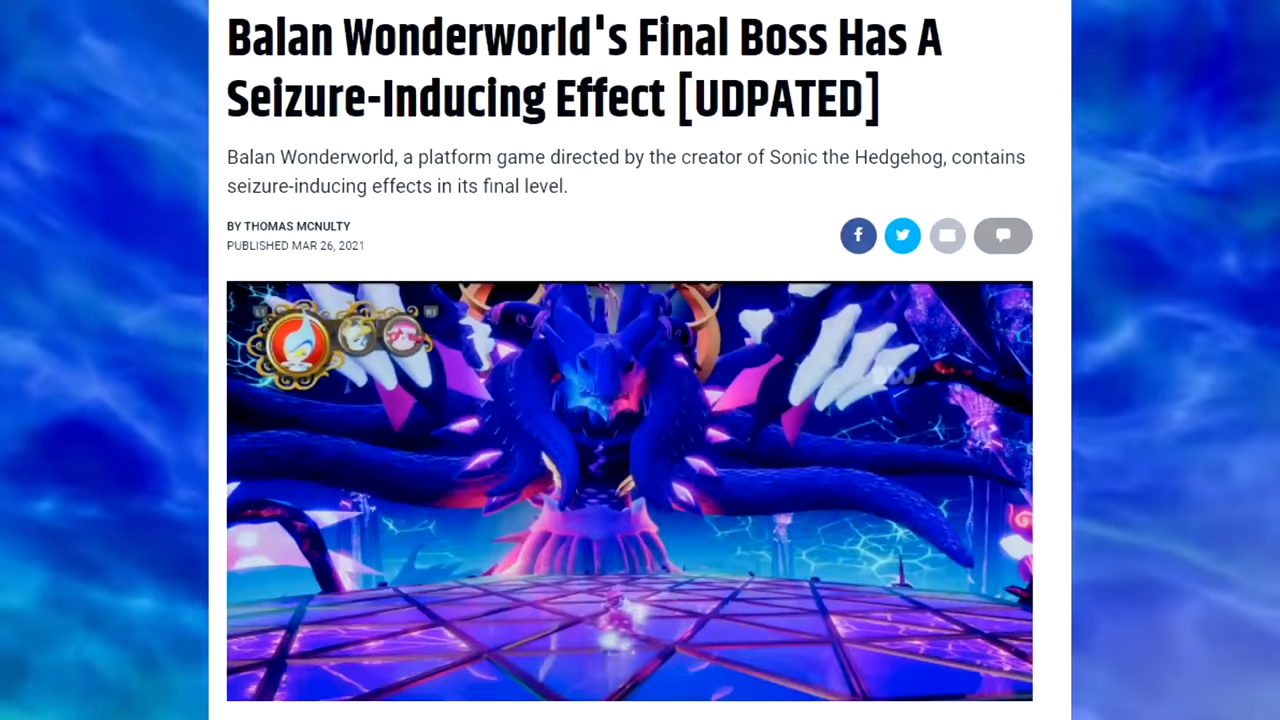 Balan Wonderworld's Final Boss Has A
Seizure-Inducing Effect [UDPATED]
Balan Wonderworld, a platform game directed by the creator of Sonic the Hedgehog, contains
seizure-inducing effects in its final level.
BY THOMAS MCNULTY
PUBLISHED MAR 26, 2021
f